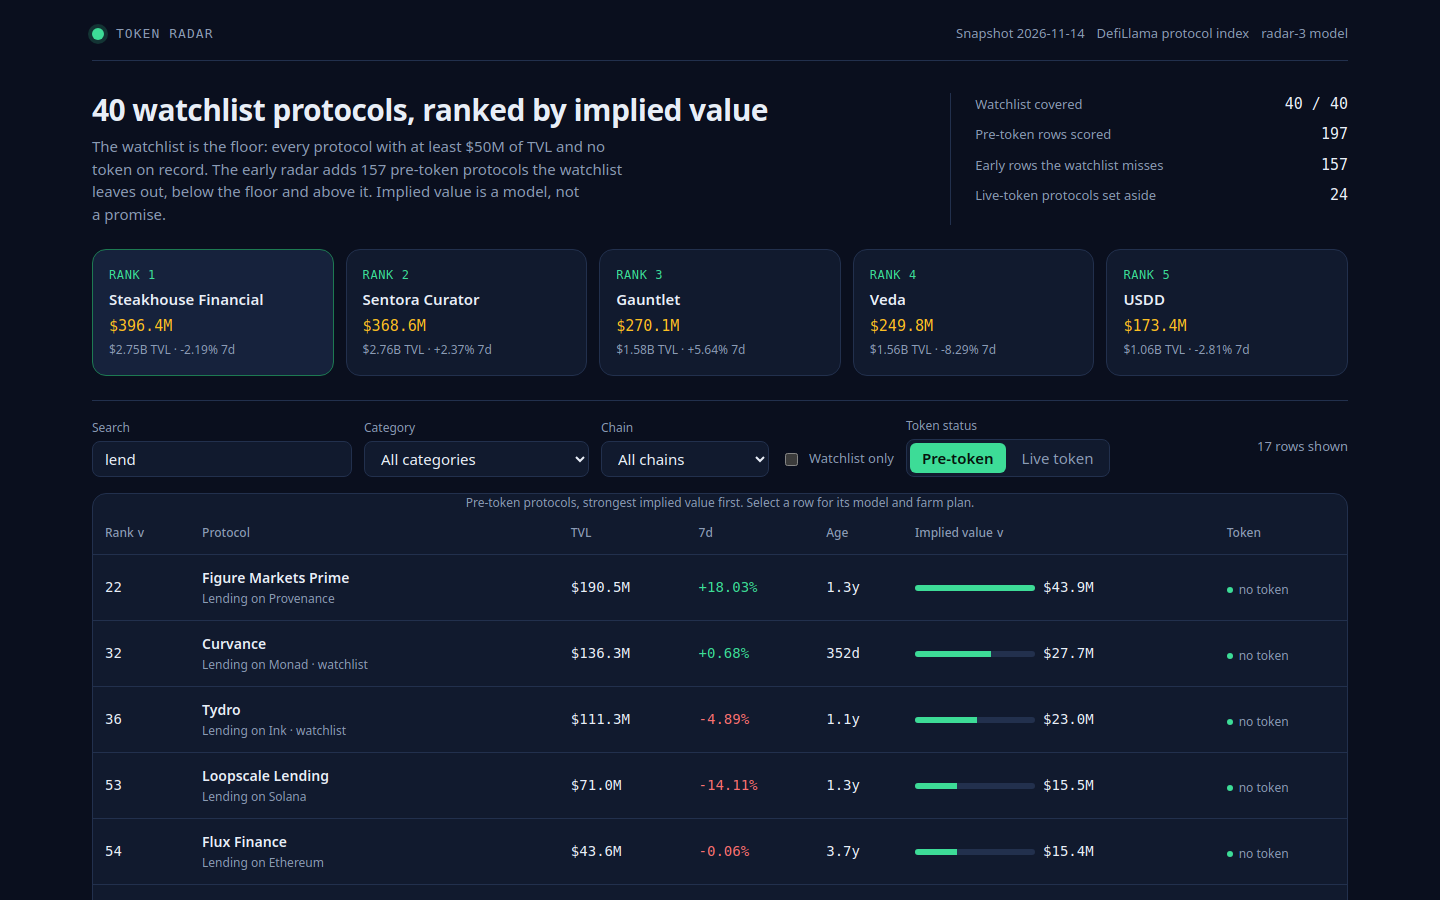 TOKEN RADAR
Snapshot 2026-11-14 DefiLlama protocol index radar-3 model
40 watchlist protocols, ranked by implied value
The watchlist is the floor: every protocol with at least $50M of TVL and no
token on record. The early radar adds 157 pre-token protocols the watchlist
leaves out, below the floor and above it. Implied value is a model, not
a promise.
Watchlist covered 40 / 40
Pre-token rows scored 197
Early rows the watchlist misses 157
Live-token protocols set aside 24
RANK 1
Steakhouse Financial
$396.4M
$2.75B TVL · -2.19% 7d
RANK 2
Sentora Curator
$368.6M
$2.76B TVL · +2.37% 7d
RANK 3
Gauntlet
$270.1M
$1.58B TVL · +5.64% 7d
RANK 4
Veda
$249.8M
$1.56B TVL · -8.29% 7d
RANK 5
USDD
$173.4M
$1.06B TVL · -2.81% 7d
Search
lend
Category
All categories
Chain
All chains
Watchlist only
Token status
Pre-token Live token
17 rows shown
Pre-token protocols, strongest implied value first. Select a row for its model and farm plan.
Rank v Protocol TVL 7d Age Implied value v Token
22 Figure Markets Prime $190.5M +18.03% 1.3y $43.9M no token
Lending on Provenance
32 Curvance $136.3M +0.68% 352d $27.7M no token
Lending on Monad · watchlist
36 Tydro $111.3M -4.89% 1.1y $23.0M no token
Lending on Ink · watchlist
53 Loopscale Lending $71.0M -14.11% 1.3y $15.5M no token
Lending on Solana
54 Flux Finance $43.6M -0.06% 3.7y $15.4M no token
Lending on Ethereum